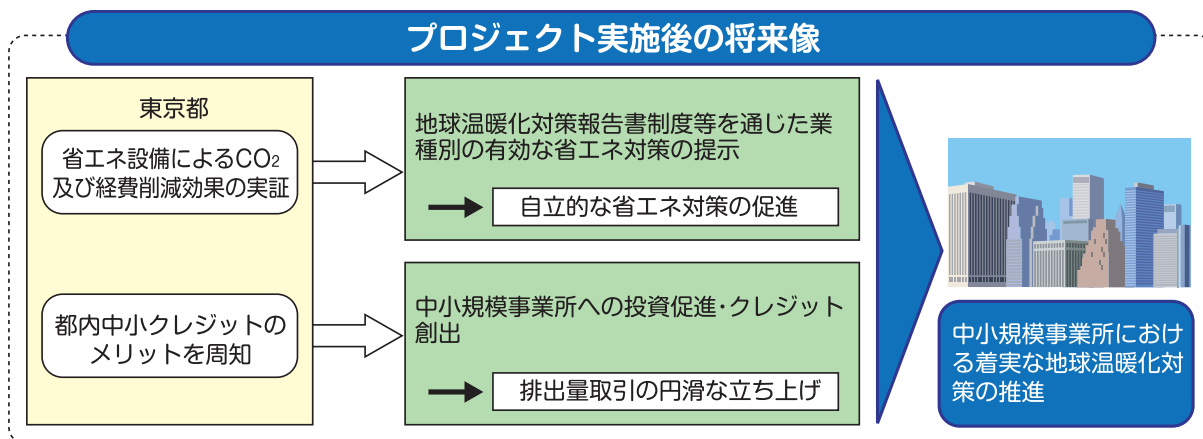 プロジェクト実施後の将来像
東京都
省エネ設備によるCO2
及び経費削減効果の実証
地球温暖化対策報告書制度等を通じた業
種別の有効な省エネ対策の提示
自立的な省エネ対策の促進
都内中小クレジットの
メリットを周知
中小規模事業所への投資促進・クレジット
創出
排出量取引の円滑な立ち上げ
中小規模事業所におけ
る着実な地球温暖化対
策の推進